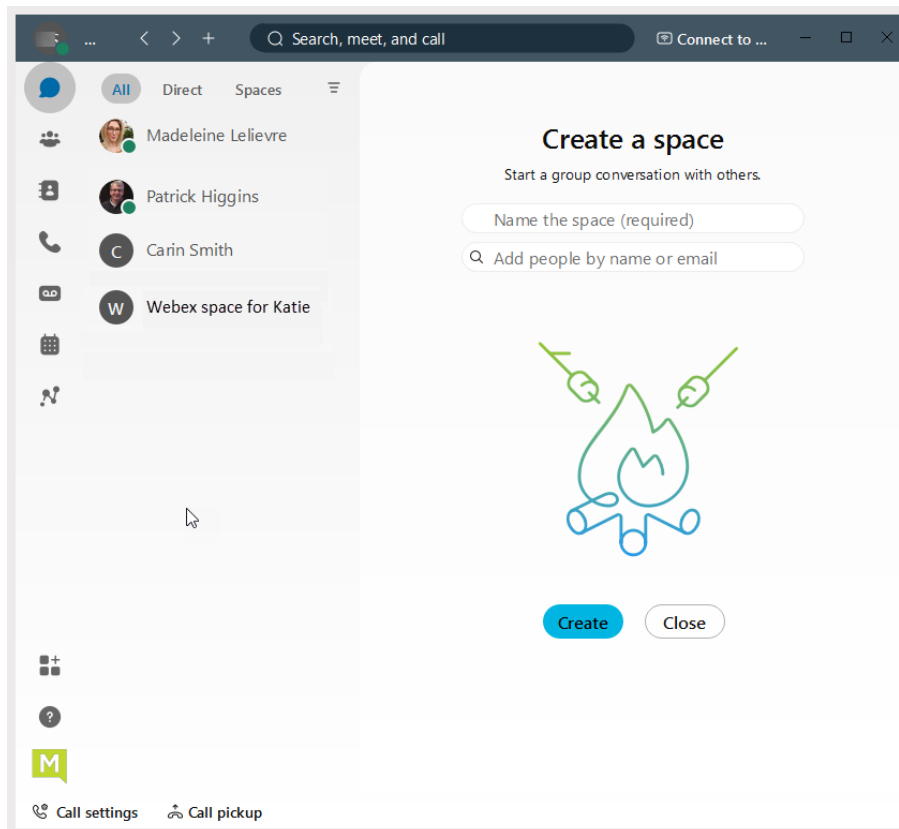 ... Search, meet, and call Connect to ...
All Direct Spaces
Madeleine Lelievre
Patrick Higgins
C Carin Smith
W Webex space for Katie
Create a space
Start a group conversation with others.
Name the space (required)
Add people by name or email
Create Close
?
M
Call settings Call pickup